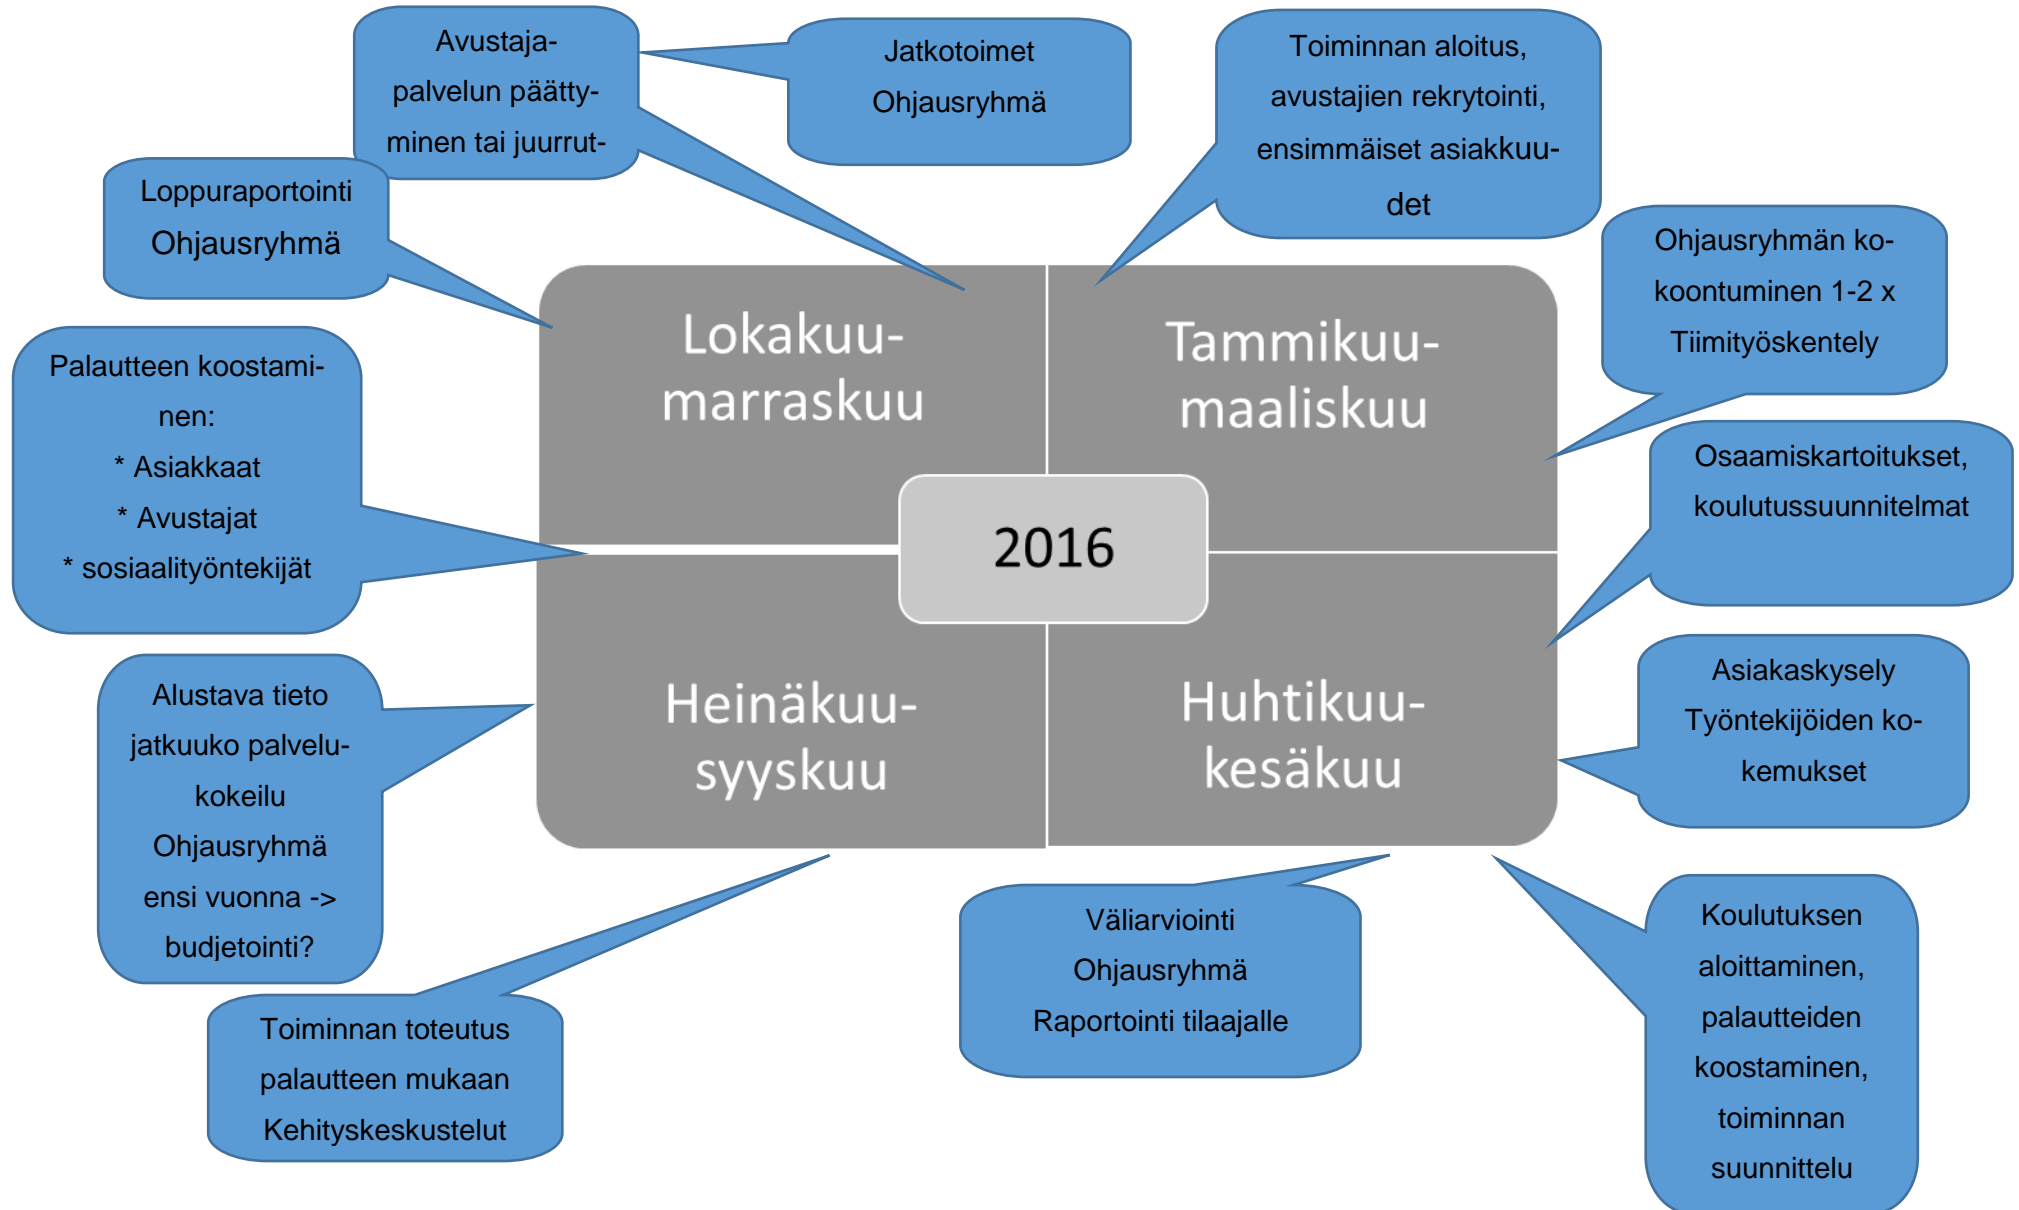 Avustaja-
palvelun päätty-
minen tai juurrut-
Jatkotoimet
Ohjausryhmä
Toiminnan aloitus,
avustajien rekrytointi,
ensimmäiset asiakkuu-
det
Loppuraportointi
Ohjausryhmä
Ohjausryhmän ko-
koontuminen 1-2 x
Tiimityöskentely
Lokakuu-
marraskuu
Tammikuu-
maaliskuu
Palautteen koostami-
nen:
* Asiakkaat
* Avustajat
* sosiaalityöntekijät
Osaamiskartoitukset,
koulutussuunnitelmat
2016
Alustava tieto
jatkuuko palvelu-
kokeilu
Ohjausryhmä
ensi vuonna ->
budjetointi?
Heinäkuu-
syyskuu
Huhtikuu-
kesäkuu
Asiakaskysely
Työntekijöiden ko-
kemukset
Väliarviointi
Ohjausryhmä
Raportointi tilaajalle
Koulutuksen
aloittaminen,
palautteiden
koostaminen,
toiminnan
suunnittelu
Toiminnan toteutus
palautteen mukaan
Kehityskeskustelut